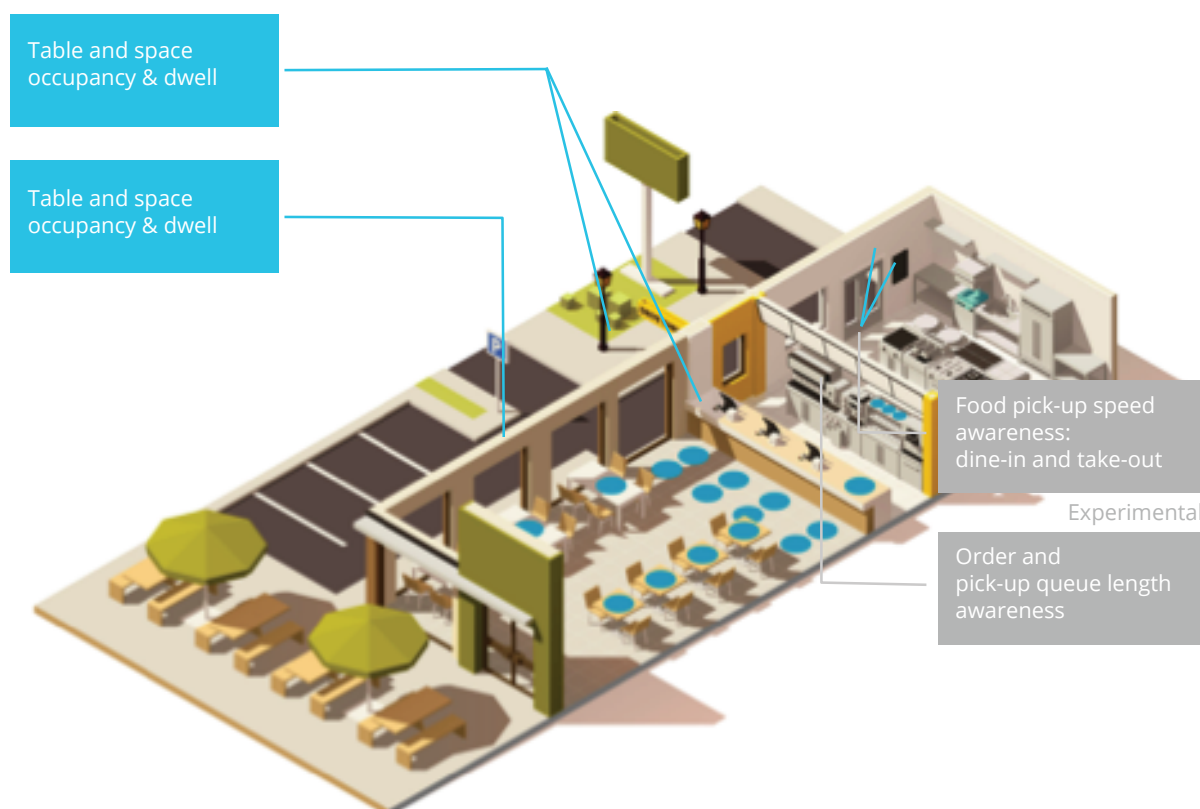 Table and space
occupancy & dwell
Table and space
occupancy & dwell
P
Food pick-up speed
awareness:
dine-in and take-out
Experimental
Order and
pick-up queue length
awareness